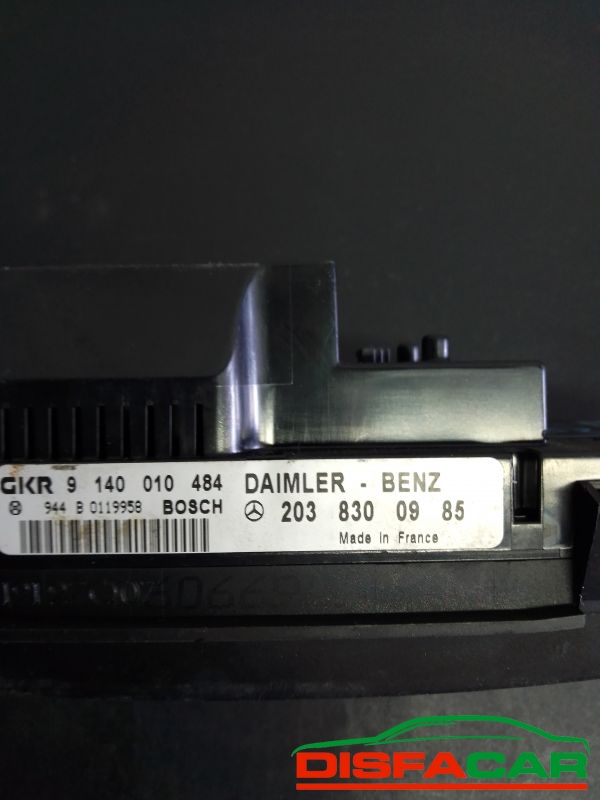 GKR 9 140 010 484 DAIMLER - BENZ
944 B 0119958 BOSCH 203 830 09 85
Made in France
DISFACAR